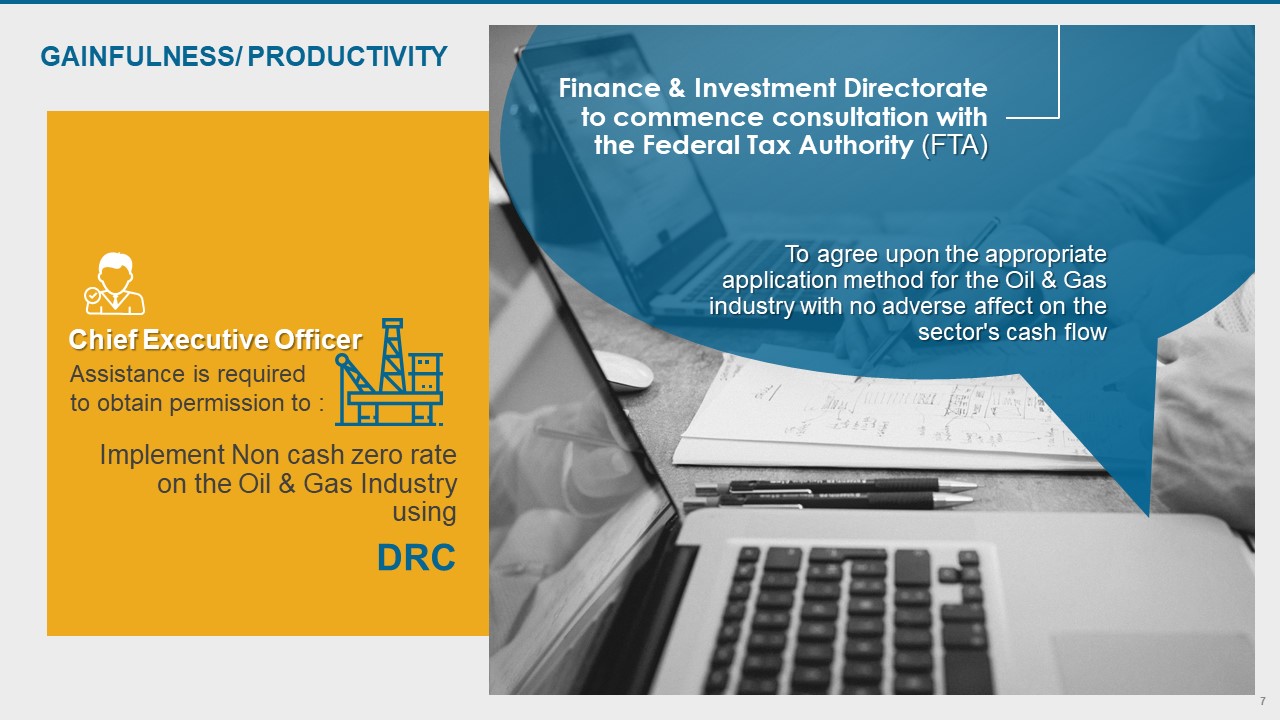 GAINFULNESS/ PRODUCTIVITY
Finance & Investment Directorate
to commence consultation with
the Federal Tax Authority (FTA)
To agree upon the appropriate
application method for the Oil & Gas
industry with no adverse affect on the
sector's cash flow
Chief Executive Officer
Assistance is required
to obtain permission to :
Implement Non cash zero rate
on the Oil & Gas Industry
using
DRC
7